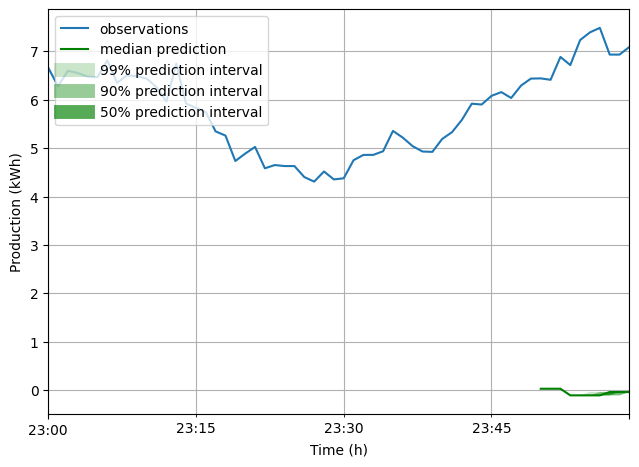 observations
median prediction
99% prediction interval
90% prediction interval
50% prediction interval
7
6
5
4
3
2
1
0
Production (kWh)
23:00
23:15
23:30
23:45
Time (h)